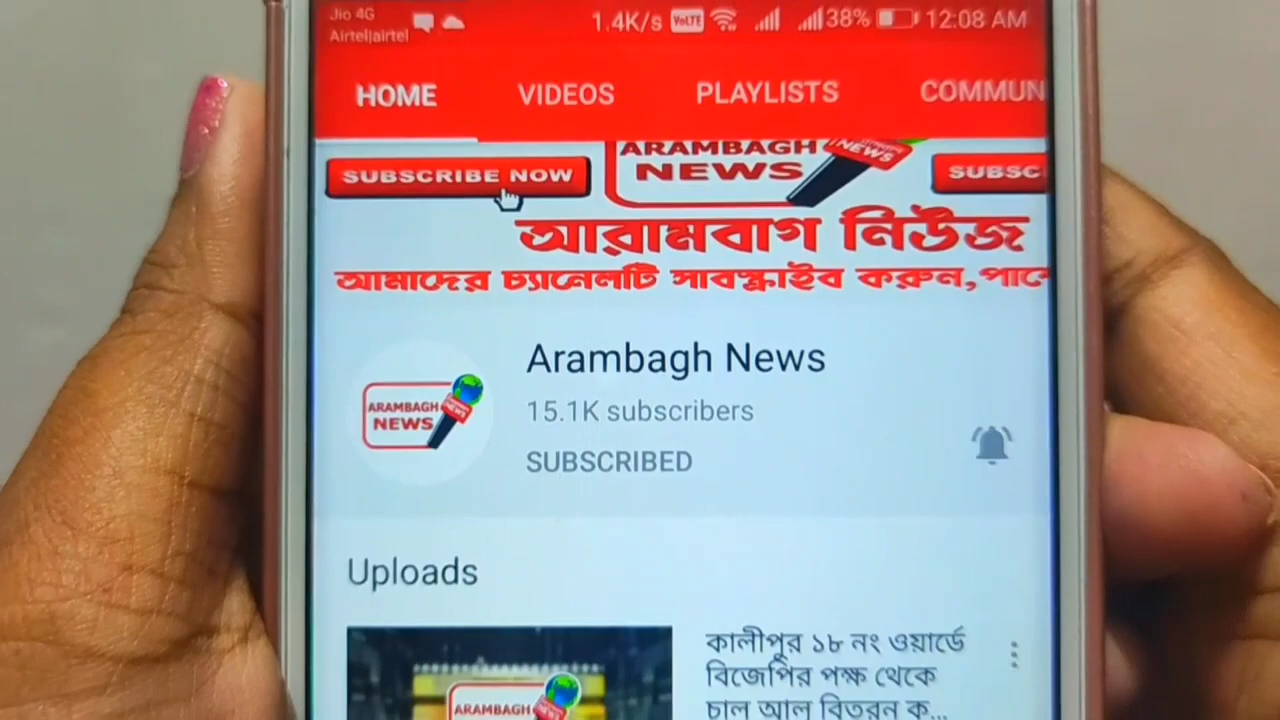 Jio 4G
Airtel|airtel
1.4K/s VoLTE 38% 12:08 AM
HOME VIDEOS PLAYLISTS COMMUN
SUBSCRIBE NOW
ARAMBAGH
NEWS
NEWS
SUBSC
আরামবাগ নিউজ
আমাদের চ্যানেলটি সাবস্ক্রাইব করুন,পাশে
ARAMBAGH
NEWS
NEWS
Arambagh News
15.1K subscribers
SUBSCRIBED
Uploads
ARAMBAGH
NEWS
কালীপুর ১৮ নং ওয়ার্ডে
বিজেপির পক্ষ থেকে
চাল আল বিতরন ক...